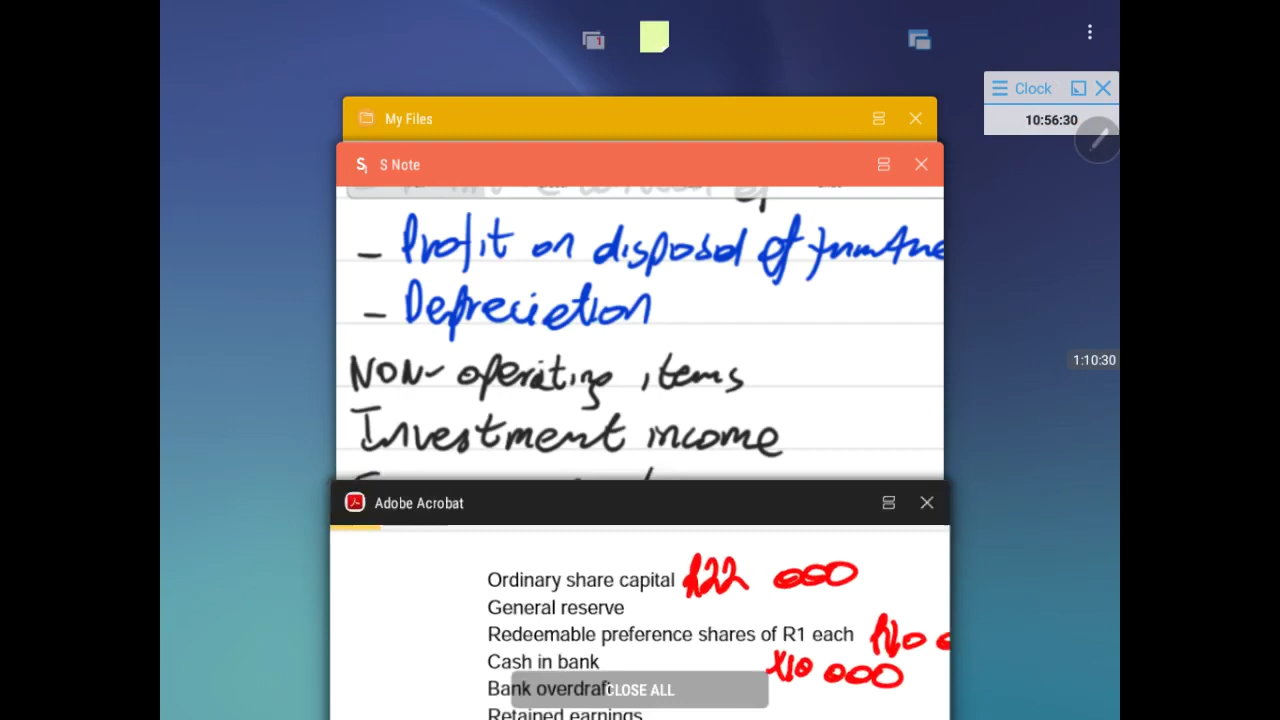 1
Clock
10:56:30
My Files
S Note
- Profit on disposal of furniture
- Depreciation
1:10:30
Non-operating items
Investment income
Adobe Acrobat
Ordinary share capital R22 000
General reserve
Redeemable preference shares of R1 each
Cash in bank 000
Bank overdraft CLOSE ALL
Retained earnings